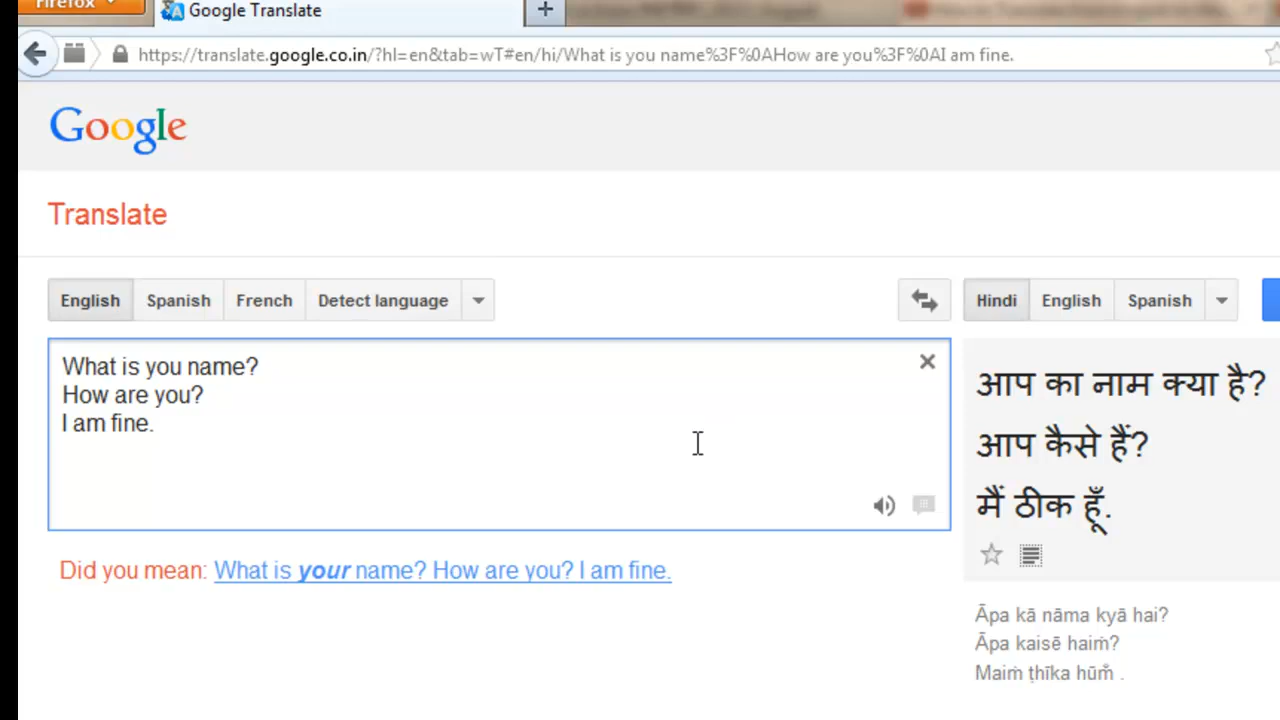 Firefox
Google Translate
https://translate.google.co.in/?hl=en&tab=wT#en/hi/What is you name%3F%0AHow are you%3F%0AI am fine.
Google
Translate
English Spanish French Detect language
Hindi English Spanish
What is you name?
How are you?
I am fine.
आप का नाम क्या है?
आप कैसे हैं?
मैं ठीक हूँ.
Did you mean: What is your name? How are you? I am fine.
Āpa kā nāma kyā hai?
Āpa kaisē haiṁ?
Maiṁ ṭhīka hūm̐ .